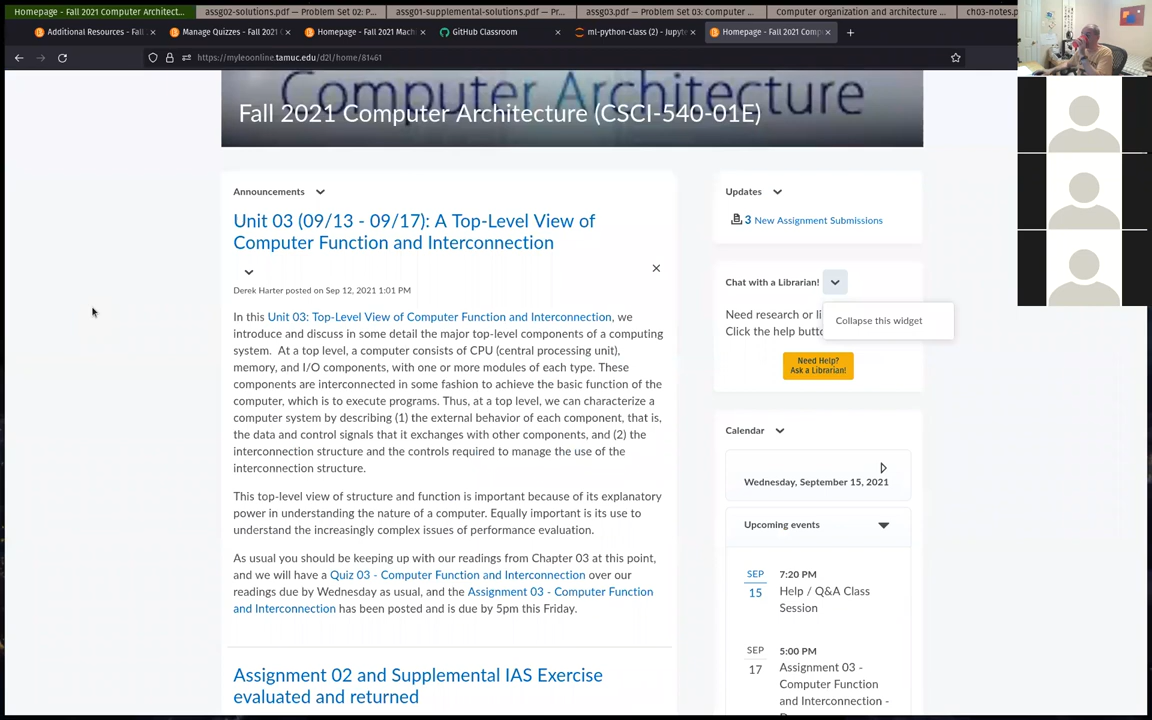 Homepage - Fall 2021 Computer Architect...
assg02-solutions.pdf — Problem Set 02: P...
assg01-supplemental-solutions.pdf — Pr...
assg03.pdf — Problem Set 03: Computer ...
Computer organization and architecture ...
ch03-notes.p
Additional Resources - Fall
Manage Quizzes - Fall 2021
Homepage - Fall 2021 Mach
GitHub Classroom
ml-python-class (2) - Jupyte
Homepage - Fall 2021 Comp
https://myleoonline.tamuc.edu/d2l/home/81461
Computer Architecture
Fall 2021 Computer Architecture (CSCI-540-01E)
Announcements
Unit 03 (09/13 - 09/17): A Top-Level View of
Computer Function and Interconnection
Derek Harter posted on Sep 12, 2021 1:01 PM
In this Unit 03: Top-Level View of Computer Function and Interconnection, we
introduce and discuss in some detail the major top-level components of a computing
system.  At a top level, a computer consists of CPU (central processing unit),
memory, and I/O components, with one or more modules of each type. These
components are interconnected in some fashion to achieve the basic function of the
computer, which is to execute programs. Thus, at a top level, we can characterize a
computer system by describing (1) the external behavior of each component, that is,
the data and control signals that it exchanges with other components, and (2) the
interconnection structure and the controls required to manage the use of the
interconnection structure.
This top-level view of structure and function is important because of its explanatory
power in understanding the nature of a computer. Equally important is its use to
understand the increasingly complex issues of performance evaluation.
As usual you should be keeping up with our readings from Chapter 03 at this point,
and we will have a Quiz 03 - Computer Function and Interconnection over our
readings due by Wednesday as usual, and the Assignment 03 - Computer Function
and Interconnection has been posted and is due by 5pm this Friday.
Assignment 02 and Supplemental IAS Exercise
evaluated and returned
Updates
3 New Assignment Submissions
Chat with a Librarian!
Need research or li
Click the help butto
Collapse this widget
Need Help?
Ask a Librarian!
Calendar
Wednesday, September 15, 2021
Upcoming events
SEP
15
7:20 PM
Help / Q&A Class
Session
SEP
17
5:00 PM
Assignment 03 -
Computer Function
and Interconnection -